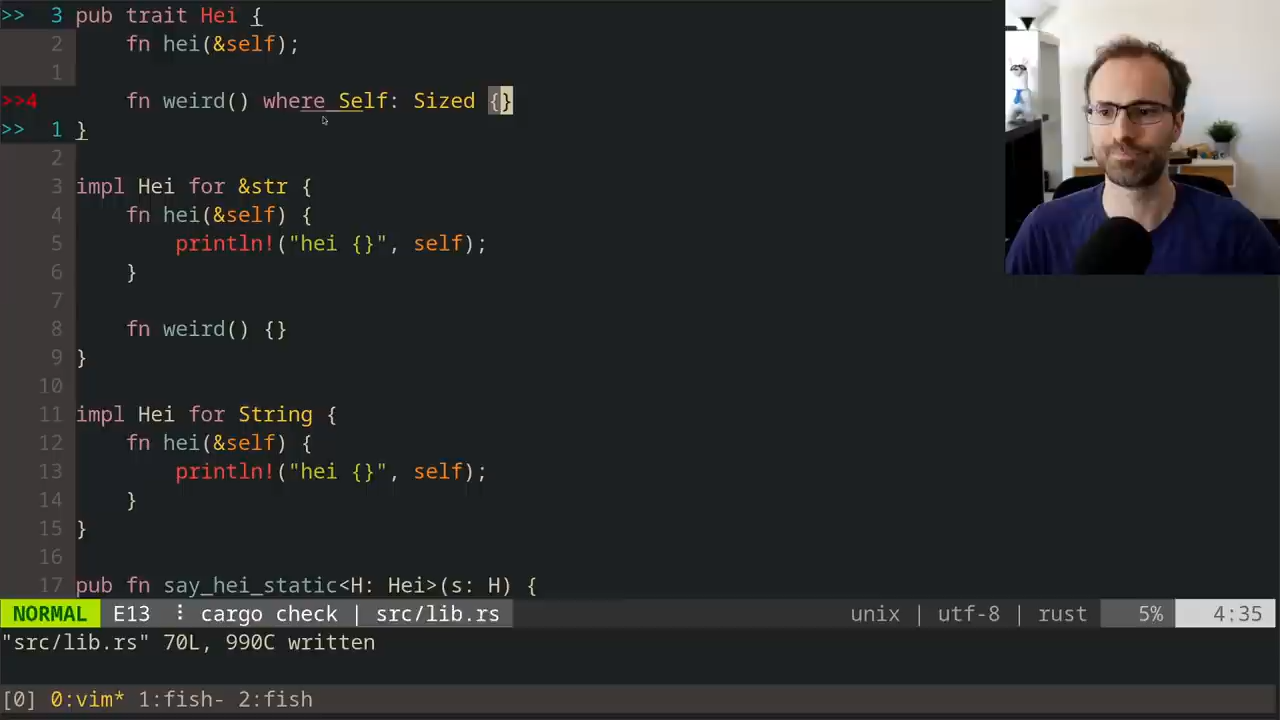 >> 3 pub trait Hei {
2 fn hei(&self);
1
>>4 fn weird() where Self: Sized {}
>> 1 }
2
3 impl Hei for &str {
4 fn hei(&self) {
5 println!("hei {}", self);
6 }
7
8 fn weird() {}
9 }
10
11 impl Hei for String {
12 fn hei(&self) {
13 println!("hei {}", self);
14 }
15 }
16
17 pub fn say_hei_static<H: Hei>(s: H) {
NORMAL E13 ⋮ cargo check | src/lib.rs unix | utf-8 | rust 5% 4:35
"src/lib.rs" 70L, 990C written
[0] 0:vim* 1:fish- 2:fish